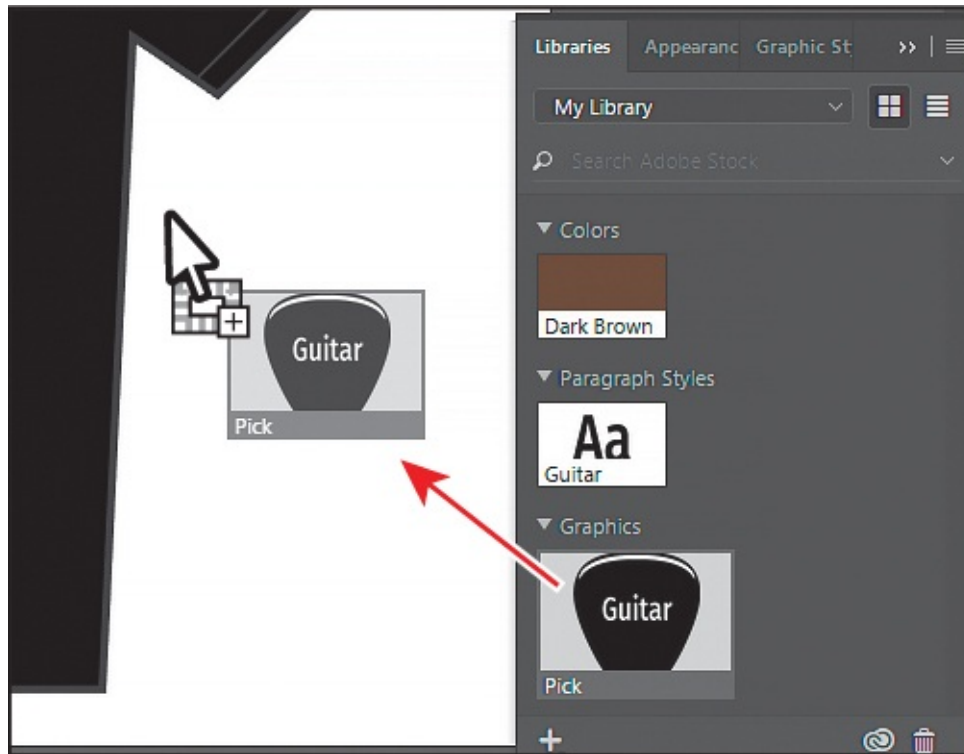 Libraries Appearanc Graphic St
My Library
Search Adobe Stock
Colors
Dark Brown
Paragraph Styles
Aa
Guitar
Graphics
Guitar
Pick
Guitar
Pick